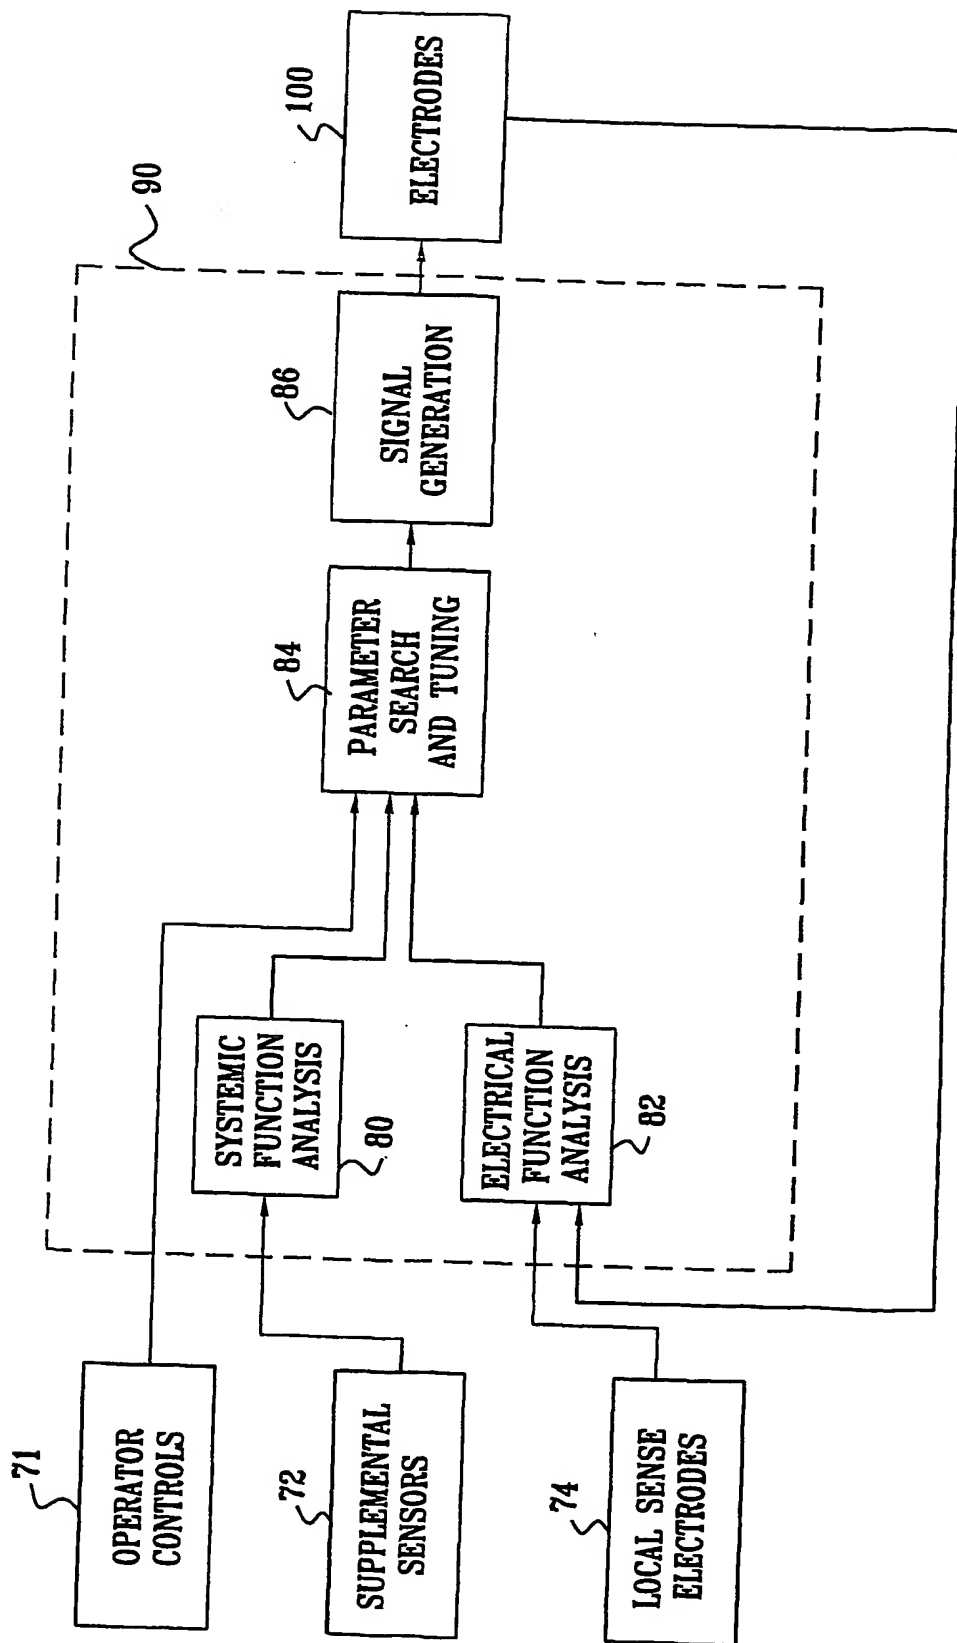 71
OPERATOR
CONTROLS
72
SUPPLEMENTAL
SENSORS
74
LOCAL SENSE
ELECTRODES
SYSTEMIC
FUNCTION
ANALYSIS
80
ELECTRICAL
FUNCTION
ANALYSIS
82
84
PARAMETER
SEARCH
AND TUNING
86
SIGNAL
GENERATION
90
100
ELECTRODES